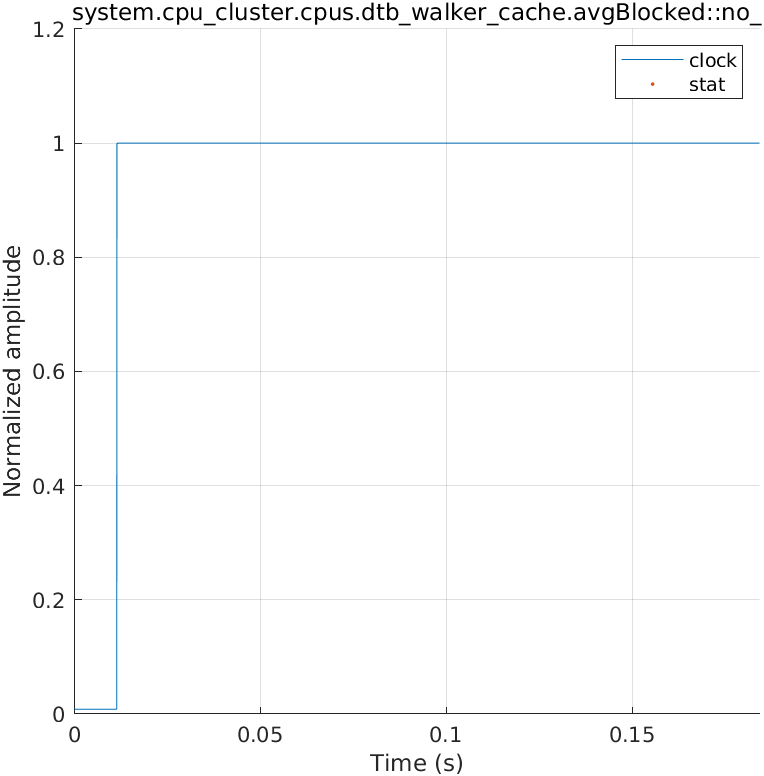 system.cpu_cluster.cpus.dtb_walker_cache.avgBlocked::no_
1.2
clock
stat
1
0.8
0.6
0.4
0.2
0
Normalized amplitude
0
0.05
0.1
0.15
Time (s)